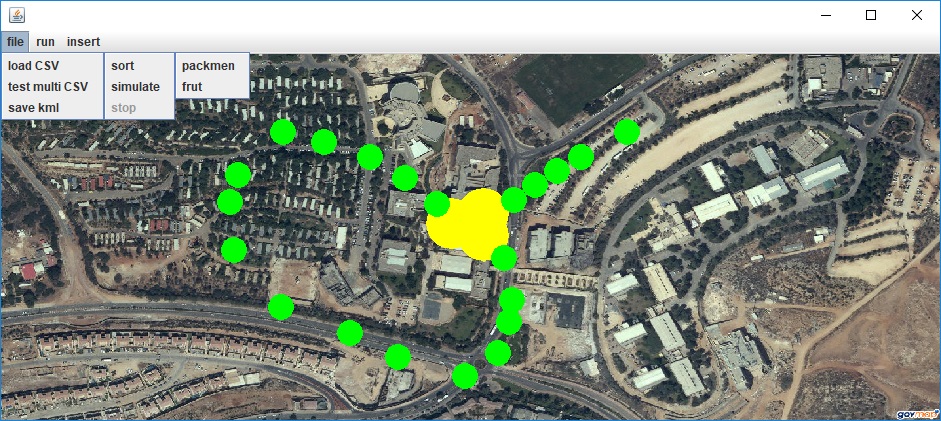 file run insert
load CSV
test multi CSV
save kml
sort
simulate
stop
packmen
frut
govmap